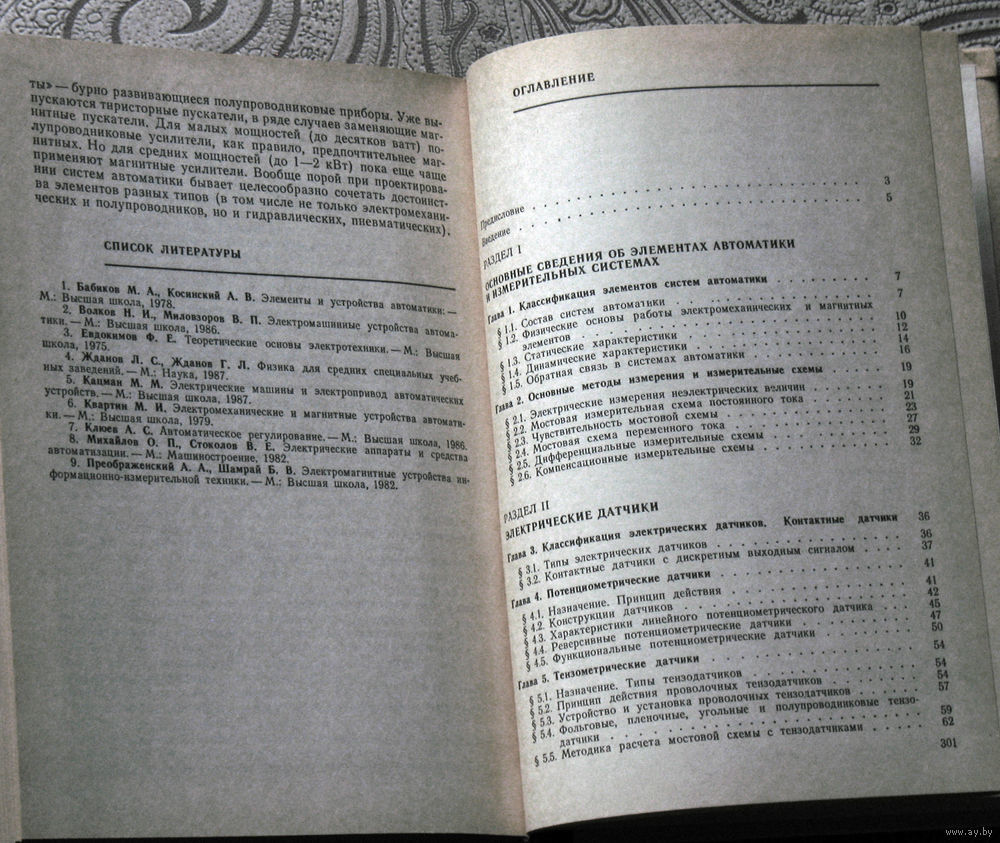 ты» — бурно развивающиеся полупроводниковые приборы. Уже вы-
пускаются тиристорные пускатели, в ряде случаев заменяющие маг-
нитные пускатели. Для малых мощностей (до десятков ватт) по-
лупроводниковые усилители, как правило, предпочтительнее маг-
нитных. Но для средних мощностей (до 1—2 кВт) пока еще чаще
применяют магнитные усилители. Вообще порой при проектирова-
нии систем автоматики бывает целесообразно сочетать достоинст-
ва элементов разных типов (в том числе не только электромехани-
ческих и полупроводников, но и гидравлических, пневматических).
СПИСОК ЛИТЕРАТУРЫ
1. Бабиков М. А., Косинский А. В. Элементы и устройства автоматики: —
М.: Высшая школа, 1978.
2. Волков Н. И., Миловзоров В. П. Электромашинные устройства автома-
тики. — М.: Высшая школа, 1986.
3. Евдокимов Ф. Е. Теоретические основы электротехники. — М.: Высшая
школа, 1975.
4. Жданов Л. С., Жданов Г. Л. Физика для средних специальных учеб-
ных заведений. — М.: Наука, 1987.
5. Кацман М. М. Электрические машины и электропривод автоматических
устройств. — М.: Высшая школа, 1987.
6. Квартин М. И. Электромеханические и магнитные устройства автомати-
ки. — М.: Высшая школа, 1979.
7. Клюев А. С. Автоматическое регулирование. — М.: Высшая школа, 1986.
8. Михайлов О. П., Стоколов В. Е. Электрические аппараты и средства
автоматизации. — М.: Машиностроение, 1982.
9. Преображенский А. А., Шамрай Б. В. Электромагнитные устройства ин-
формационно-измерительной техники. — М.: Высшая школа, 1982.
ОГЛАВЛЕНИЕ
Предисловие . . . 3
Введение . . . 5
РАЗДЕЛ I
ОСНОВНЫЕ СВЕДЕНИЯ ОБ ЭЛЕМЕНТАХ АВТОМАТИКИ
И ИЗМЕРИТЕЛЬНЫХ СИСТЕМАХ
Глава 1. Классификация элементов систем автоматики . . . 7
§ 1.1. Состав систем автоматики . . . 7
§ 1.2. Физические основы работы электромеханических и магнитных
элементов . . . 10
§ 1.3. Статические характеристики . . . 12
§ 1.4. Динамические характеристики . . . 14
§ 1.5. Обратная связь в системах автоматики . . . 16
Глава 2. Основные методы измерения и измерительные схемы . . . 19
§ 2.1. Электрические измерения неэлектрических величин . . . 19
§ 2.2. Мостовая измерительная схема постоянного тока . . . 21
§ 2.3. Чувствительность мостовой схемы . . . 23
§ 2.4. Мостовая схема переменного тока . . . 27
§ 2.5. Дифференциальные измерительные схемы . . . 29
§ 2.6. Компенсационные измерительные схемы . . . 32
РАЗДЕЛ II
ЭЛЕКТРИЧЕСКИЕ ДАТЧИКИ
Глава 3. Классификация электрических датчиков. Контактные датчики 36
§ 3.1. Типы электрических датчиков . . . 36
§ 3.2. Контактные датчики с дискретным выходным сигналом . . . 37
Глава 4. Потенциометрические датчики . . . 41
§ 4.1. Назначение. Принцип действия . . . 41
§ 4.2. Конструкции датчиков . . . 42
§ 4.3. Характеристики линейного потенциометрического датчика . . . 45
§ 4.4. Реверсивные потенциометрические датчики . . . 47
§ 4.5. Функциональные потенциометрические датчики . . . 50
Глава 5. Тензометрические датчики . . . 54
§ 5.1. Назначение. Типы тензодатчиков . . . 54
§ 5.2. Принцип действия проволочных тензодатчиков . . . 54
§ 5.3. Устройство и установка проволочных тензодатчиков . . . 57
§ 5.4. Фольговые, пленочные, угольные и полупроводниковые тензо-
датчики . . . 59
§ 5.5. Методика расчета мостовой схемы с тензодатчиками . . . 62
301
www.ay.by